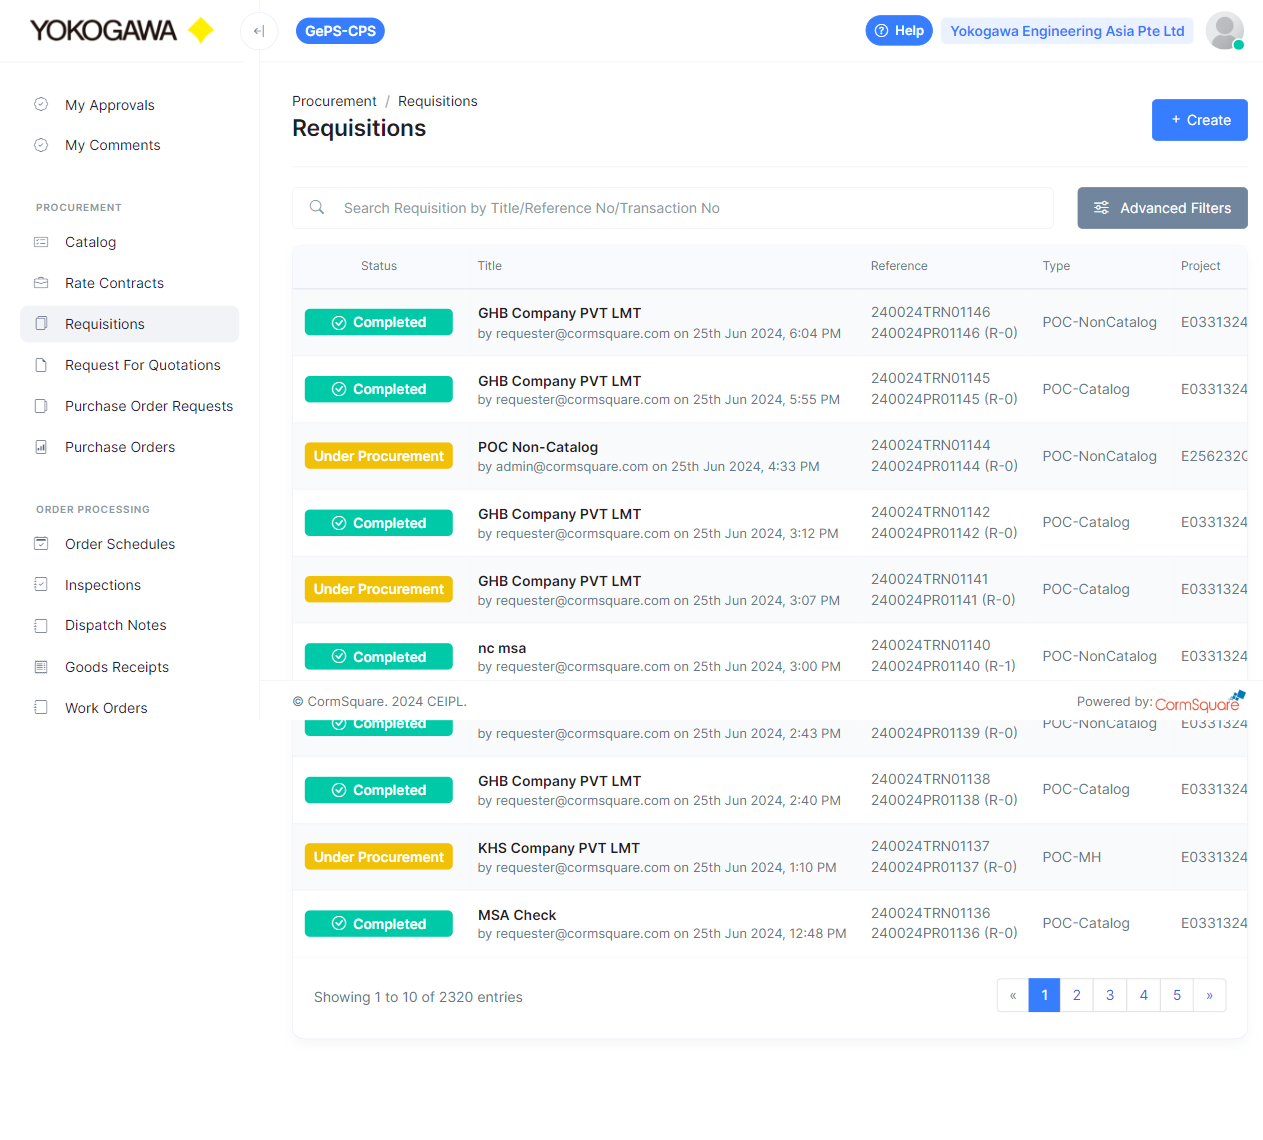 YOKOGAWA
GePS-CPS
Help
Yokogawa Engineering Asia Pte Ltd
My Approvals
My Comments
PROCUREMENT
Catalog
Rate Contracts
Requisitions
Request For Quotations
Purchase Order Requests
Purchase Orders
ORDER PROCESSING
Order Schedules
Inspections
Dispatch Notes
Goods Receipts
Work Orders
Procurement / Requisitions
Requisitions
+ Create
Search Requisition by Title/Reference No/Transaction No
Advanced Filters
Status Title Reference Type Project
Completed
GHB Company PVT LMT
by requester@cormsquare.com on 25th Jun 2024, 6:04 PM
240024TRN01146
240024PR01146 (R-0)
POC-NonCatalog
E0331324
Completed
GHB Company PVT LMT
by requester@cormsquare.com on 25th Jun 2024, 5:55 PM
240024TRN01145
240024PR01145 (R-0)
POC-Catalog
E0331324
Under Procurement
POC Non-Catalog
by admin@cormsquare.com on 25th Jun 2024, 4:33 PM
240024TRN01144
240024PR01144 (R-0)
POC-NonCatalog
Completed
GHB Company PVT LMT
by requester@cormsquare.com on 25th Jun 2024, 3:12 PM
240024TRN01142
240024PR01142 (R-0)
POC-Catalog
E0331324
Under Procurement
GHB Company PVT LMT
by requester@cormsquare.com on 25th Jun 2024, 3:07 PM
240024TRN01141
240024PR01141 (R-0)
POC-Catalog
E0331324
Completed
nc msa
by requester@cormsquare.com on 25th Jun 2024, 3:00 PM
240024TRN01140
240024PR01140 (R-1)
POC-NonCatalog
E0331324
© CormSquare. 2024 CEIPL.
Powered by: CormSquare
Completed
by requester@cormsquare.com on 25th Jun 2024, 2:43 PM
240024PR01139 (R-0)
POC-NonCatalog
E0331324
Completed
GHB Company PVT LMT
by requester@cormsquare.com on 25th Jun 2024, 2:40 PM
240024TRN01138
240024PR01138 (R-0)
POC-Catalog
E0331324
Under Procurement
KHS Company PVT LMT
by requester@cormsquare.com on 25th Jun 2024, 1:10 PM
240024TRN01137
240024PR01137 (R-0)
POC-MH
E0331324
Completed
MSA Check
by requester@cormsquare.com on 25th Jun 2024, 12:48 PM
240024TRN01136
240024PR01136 (R-0)
POC-Catalog
E0331324
Showing 1 to 10 of 2320 entries
« 1 2 3 4 5 »